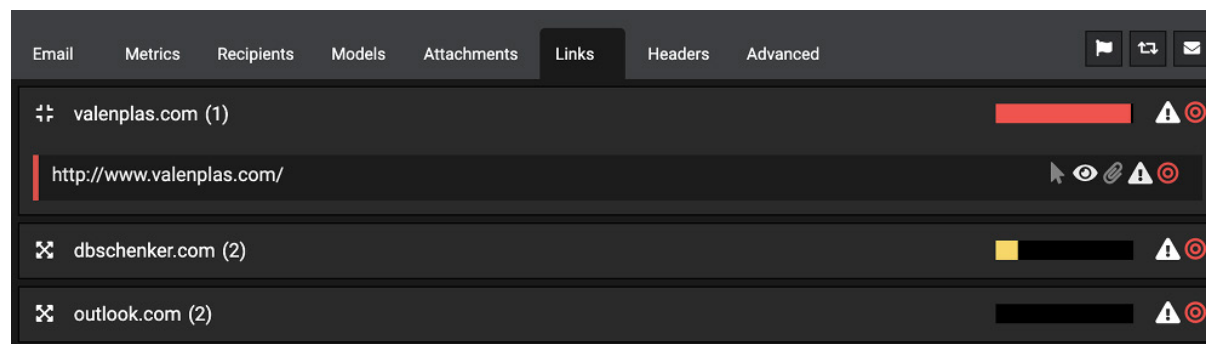 Email Metrics Recipients Models Attachments Links Headers Advanced
valenplas.com (1)
http://www.valenplas.com/
dbschenker.com (2)
outlook.com (2)